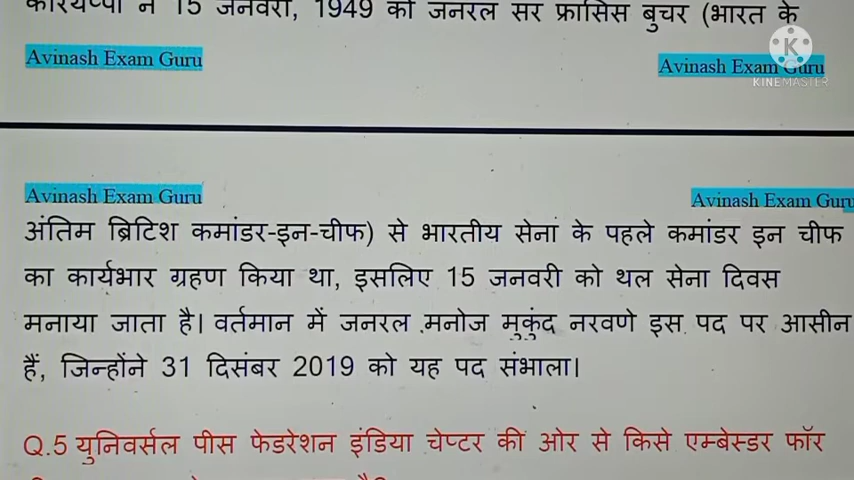 करियप्पा ने 15 जनवरी, 1949 को जनरल सर फ्रांसिस बुचर (भारत के
Avinash Exam Guru
Avinash Exam Guru
KINEMASTER
Avinash Exam Guru
Avinash Exam Guru
अंतिम ब्रिटिश कमांडर-इन-चीफ) से भारतीय सेना के पहले कमांडर इन चीफ
का कार्यभार ग्रहण किया था, इसलिए 15 जनवरी को थल सेना दिवस
मनाया जाता है। वर्तमान में जनरल मनोज मुकुंद नरवणे इस पद पर आसीन
हैं, जिन्होंने 31 दिसंबर 2019 को यह पद संभाला।
Q.5 युनिवर्सल पीस फेडरेशन इंडिया चेप्टर की ओर से किसे एम्बेस्डर फॉर